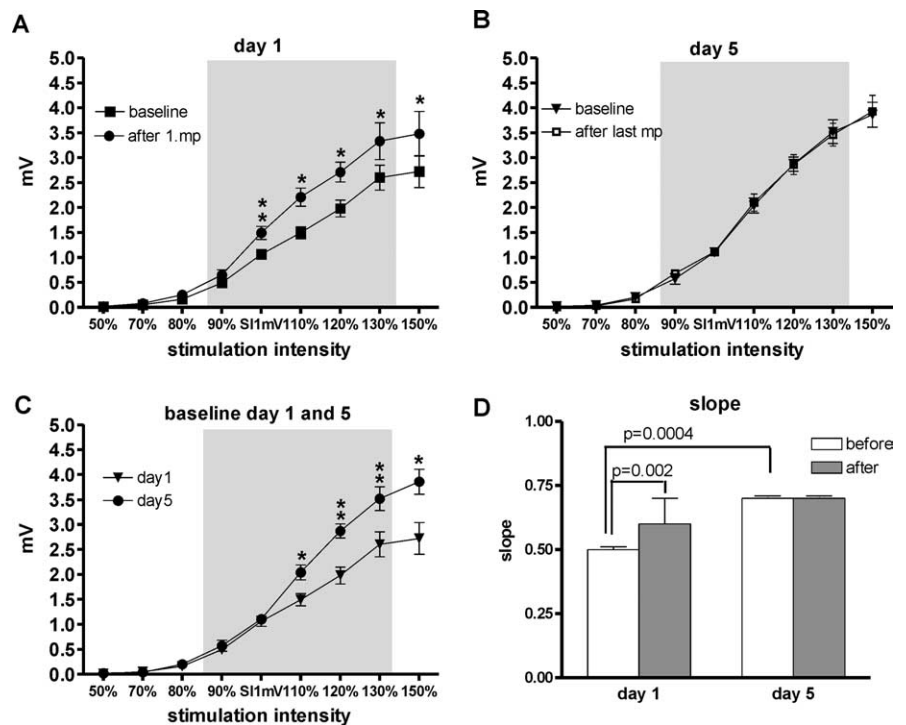 A
day 1
5.0
4.5
4.0
3.5
3.0
2.5
2.0
1.5
1.0
0.5
0.0
mV
baseline
after 1.mp
*
*
*
*
*
*
*
50% 70% 80% 90% SI1mV110% 120% 130% 150%
stimulation intensity
B
day 5
5.0
4.5
4.0
3.5
3.0
2.5
2.0
1.5
1.0
0.5
0.0
mV
baseline
after last mp
50% 70% 80% 90% SI1mV110% 120% 130% 150%
stimulation intensity
C
baseline day 1 and 5
5.0
4.5
4.0
3.5
3.0
2.5
2.0
1.5
1.0
0.5
0.0
mV
day1
day5
*
*
*
*
*
*
50% 70% 80% 90% SI1mV110% 120% 130% 150%
stimulation intensity
D
slope
1.00
0.75
0.50
0.25
0.00
slope
p=0.0004
p=0.002
before
after
day 1 day 5